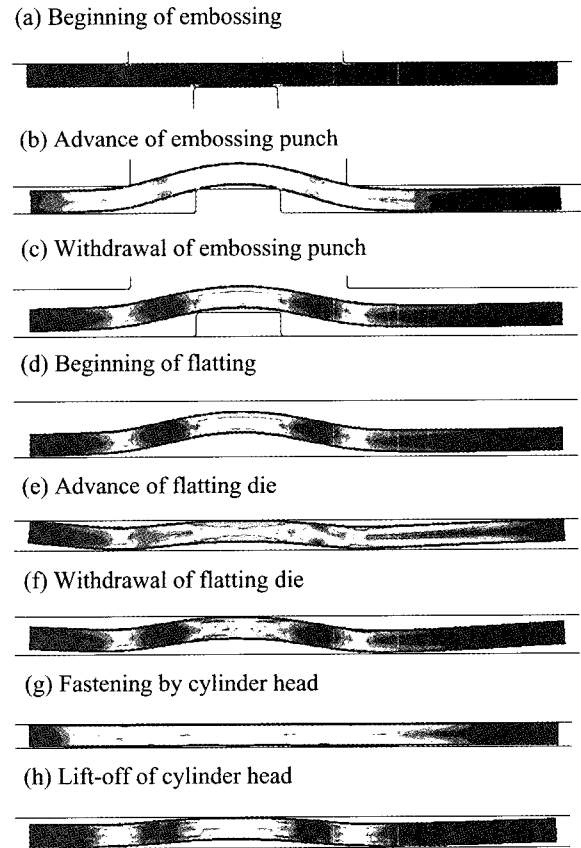 (a) Beginning of embossing
(b) Advance of embossing punch
(c) Withdrawal of embossing punch
(d) Beginning of flatting
(e) Advance of flatting die
(f) Withdrawal of flatting die
(g) Fastening by cylinder head
(h) Lift-off of cylinder head